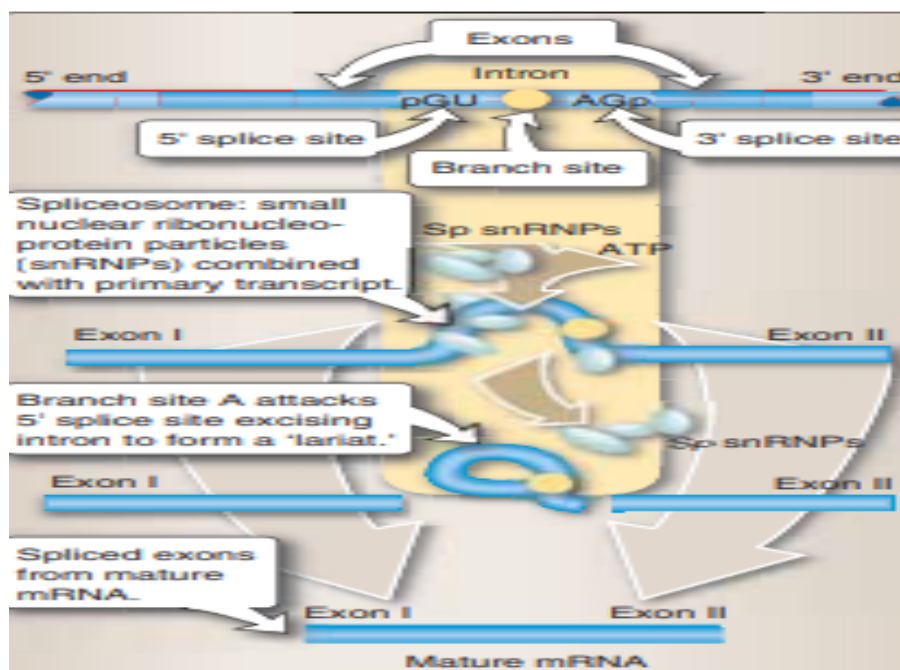 Exons
5' end
Intron
3' end
pGU
AGp
5' splice site
Branch site
3' splice site
Spliceosome: small
nuclear ribonucleo-
protein particles
(snRNPs) combined
with primary transcript.
Sp snRNPs
ATP
Exon I
Exon II
Branch site A attacks
5' splice site excising
intron to form a "lariat."
Sp snRNPs
Exon I
Exon II
Spliced exons
from mature
mRNA.
Exon I
Exon II
Mature mRNA